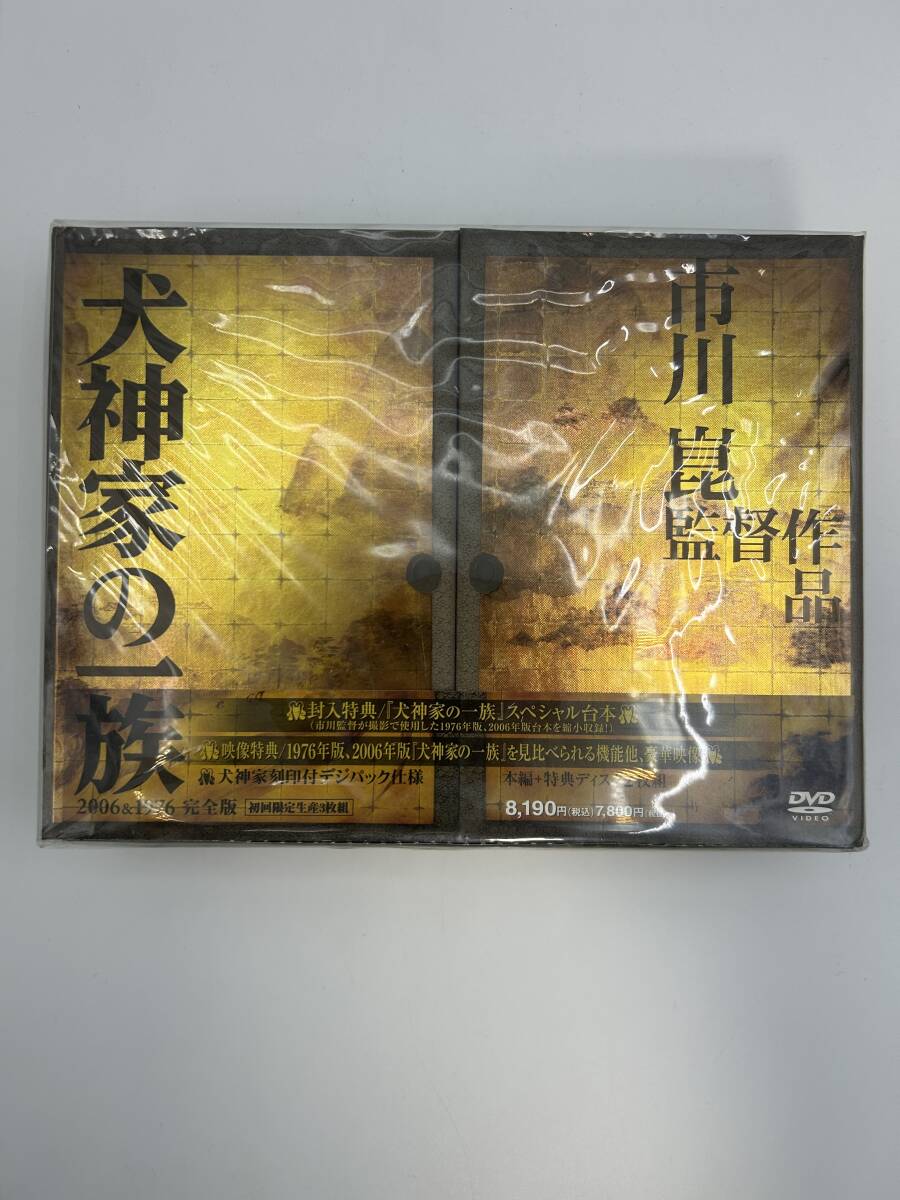 犬神家の一族
2006&1976 完全版 初回限定生産3枚組
市川 崑
監督作品
封入特典/『犬神家の一族』スペシャル台本
(市川監督が撮影で使用した1976年版、2006年版台本を縮小収録!)
映像特典/1976年版、2006年版『犬神家の一族』を見比べられる機能他、豪華映像
犬神家刻印付デジパック仕様
本編+特典ディスク2枚組
8,190円(税込)7,800円(税抜)
DVD
VIDEO